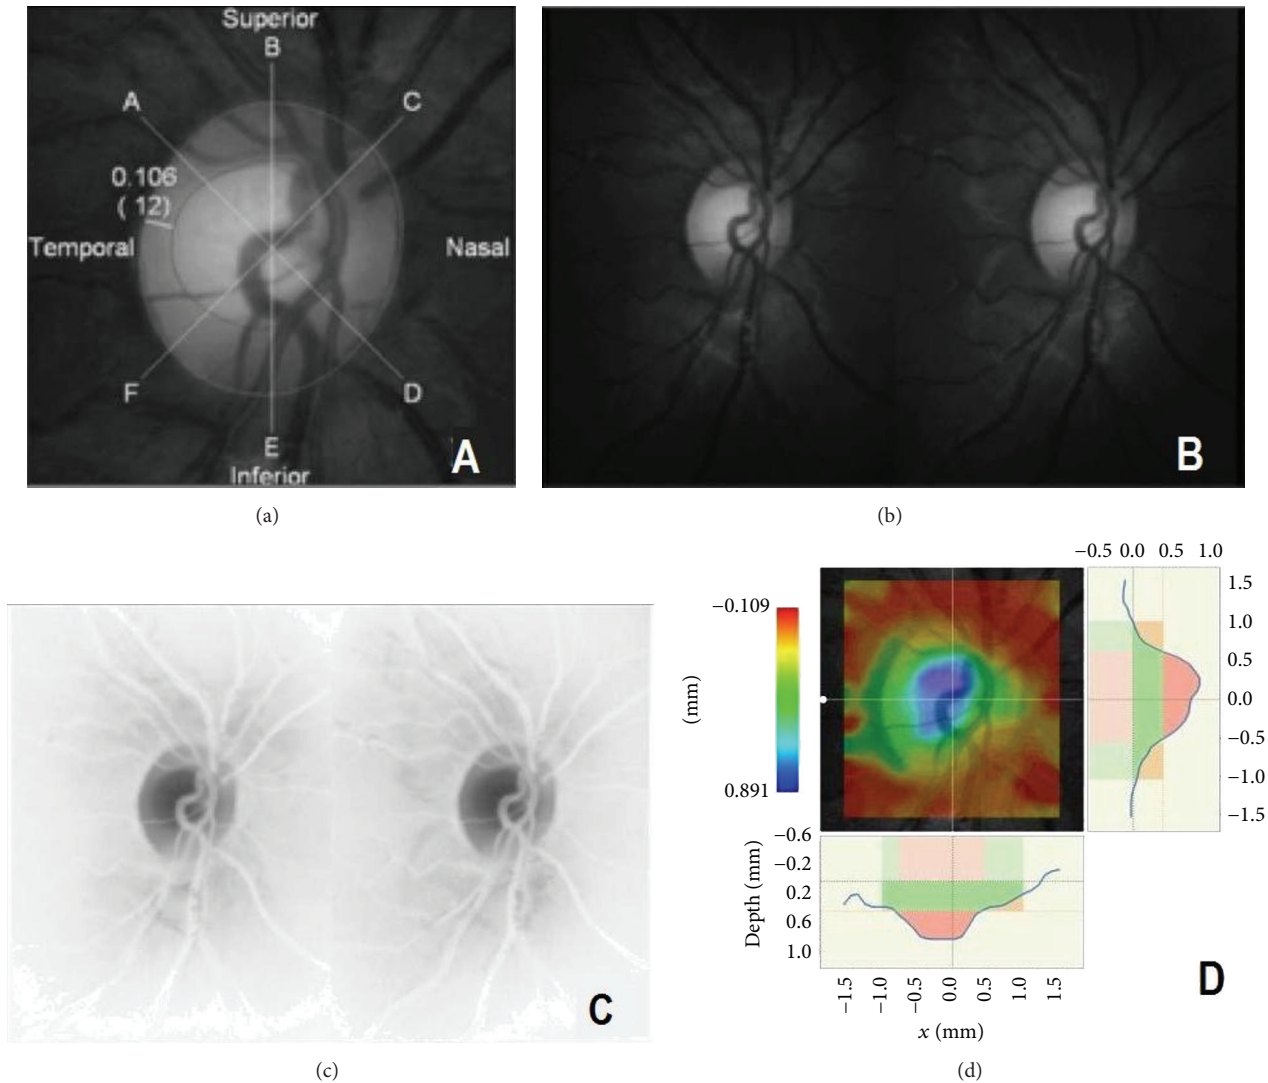 Superior
B
A
C
0.106
( 12)
Temporal
Nasal
F
D
E
Inferior
A
B
(a)
(b)
−0.5 0.0 0.5 1.0
−0.109
(mm)
0.891
1.5
1.0
0.5
0.0
−0.5
−1.0
−1.5
−0.6
−0.2
0.2
0.6
1.0
Depth (mm)
−1.5
−1.0
−0.5
0.0
0.5
1.0
1.5
x (mm)
C
D
(c)
(d)